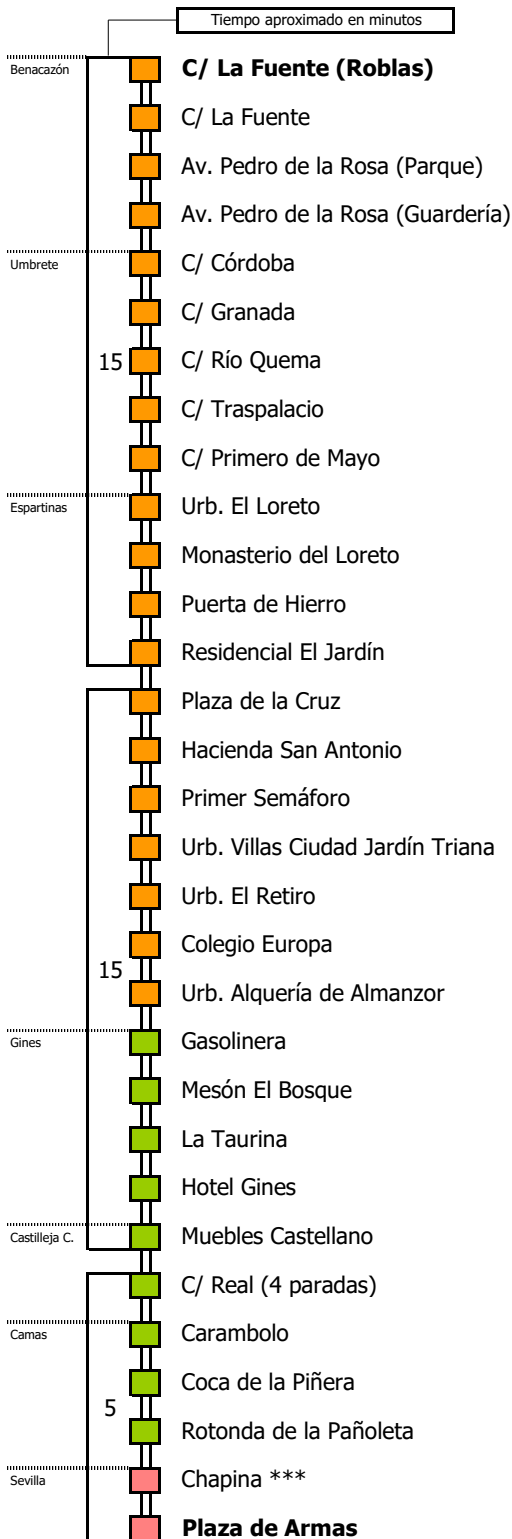 Tiempo aproximado en minutos
Benacazón
C/ La Fuente (Roblas)
C/ La Fuente
Av. Pedro de la Rosa (Parque)
Av. Pedro de la Rosa (Guardería)
Umbrete
C/ Córdoba
C/ Granada
15
C/ Río Quema
C/ Traspalacio
C/ Primero de Mayo
Espartinas
Urb. El Loreto
Monasterio del Loreto
Puerta de Hierro
Residencial El Jardín
Plaza de la Cruz
Hacienda San Antonio
Primer Semáforo
Urb. Villas Ciudad Jardín Triana
Urb. El Retiro
Colegio Europa
15
Urb. Alquería de Almanzor
Gines
Gasolinera
Mesón El Bosque
La Taurina
Hotel Gines
Castilleja C.
Muebles Castellano
C/ Real (4 paradas)
Camas
Carambolo
Coca de la Piñera
5
Rotonda de la Pañoleta
Sevilla
Chapina ***
Plaza de Armas